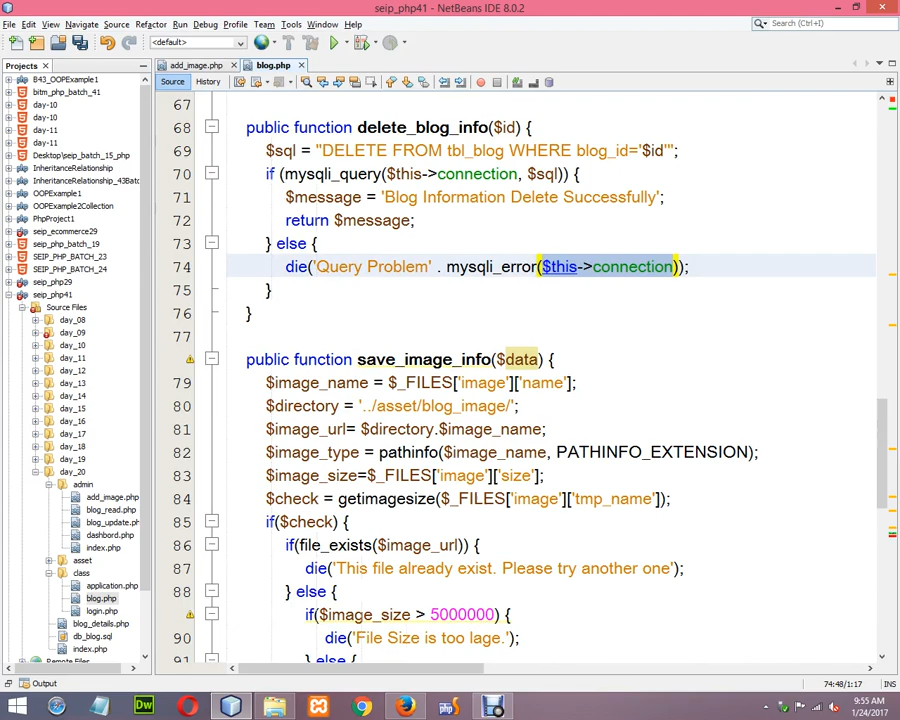 seip_php41 - NetBeans IDE 8.0.2
File Edit View Navigate Source Refactor Run Debug Profile Team Tools Window Help
<default>
Search (Ctrl+I)
Projects
add_image.php
blog.php
Source History
B43_OOPExample1
bitm_php_batch_41
day-10
day-10
day-11
day-11
Desktop\seip_batch_15_php
InheritanceRelationship
InheritanceRelationship_43Batc
OOPExample1
OOPExample2Collection
PhpProject1
seip_ecommerce29
seip_php_batch_19
SEIP_PHP_BATCH_23
SEIP_PHP_BATCH_24
seip_php29
seip_php41
Source Files
day_08
day_09
day_10
day_11
day_12
day_13
day_14
day_15
day_16
day_17
day_18
day_19
day_20
admin
add_image.php
blog_read.php
blog_update.ph
dashbord.php
index.php
asset
class
application.php
blog.php
login.php
blog_details.php
db_blog.sql
index.php
Remote Files
67
68 public function delete_blog_info($id) {
69 $sql = "DELETE FROM tbl_blog WHERE blog_id='$id'";
70 if (mysqli_query($this->connection, $sql)) {
71 $message = 'Blog Information Delete Successfully';
72 return $message;
73 } else {
74 die('Query Problem' . mysqli_error($this->connection));
75 }
76 }
77
public function save_image_info($data) {
79 $image_name = $_FILES['image']['name'];
80 $directory = '../asset/blog_image/';
81 $image_url= $directory.$image_name;
82 $image_type = pathinfo($image_name, PATHINFO_EXTENSION);
83 $image_size=$_FILES['image']['size'];
84 $check = getimagesize($_FILES['image']['tmp_name']);
85 if($check) {
86 if(file_exists($image_url)) {
87 die('This file already exist. Please try another one');
88 } else {
if($image_size > 5000000) {
90 die('File Size is too lage.');
91 } else {
Output
74:48/1:17 INS
Dw
php
9:55 AM
1/24/2017